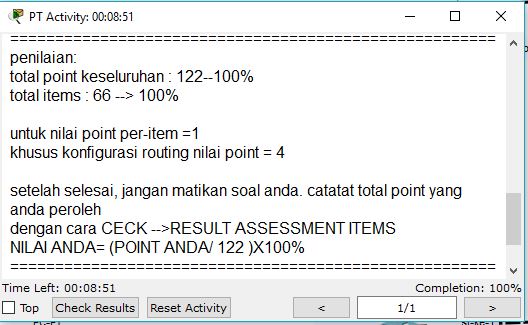 PT Activity: 00:08:51
=====================================================
penilaian:
total point keseluruhan : 122--100%
total items : 66 --> 100%
untuk nilai point per-item =1
khusus konfigurasi routing nilai point = 4
setelah selesai, jangan matikan soal anda. catatat total point yang
anda peroleh
dengan cara CECK -->RESULT ASSESSMENT ITEMS
NILAI ANDA= (POINT ANDA/ 122 )X100%
=====================================================
Time Left: 00:08:51 Completion: 100%
Top Check Results Reset Activity < 1/1 >